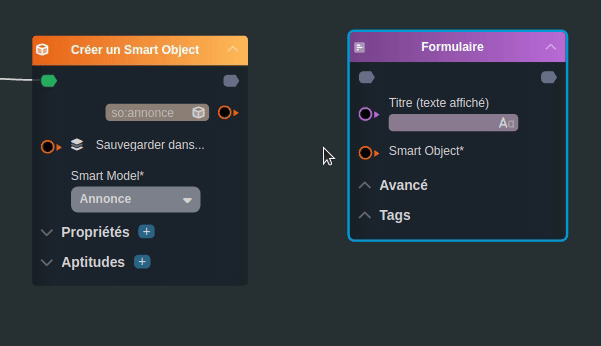 Créer un Smart Object
so:annonce
Sauvegarder dans...
Smart Model*
Annonce
Propriétés +
Aptitudes +
Formulaire
Titre (texte affiché)
Aa
Smart Object*
Avancé
Tags